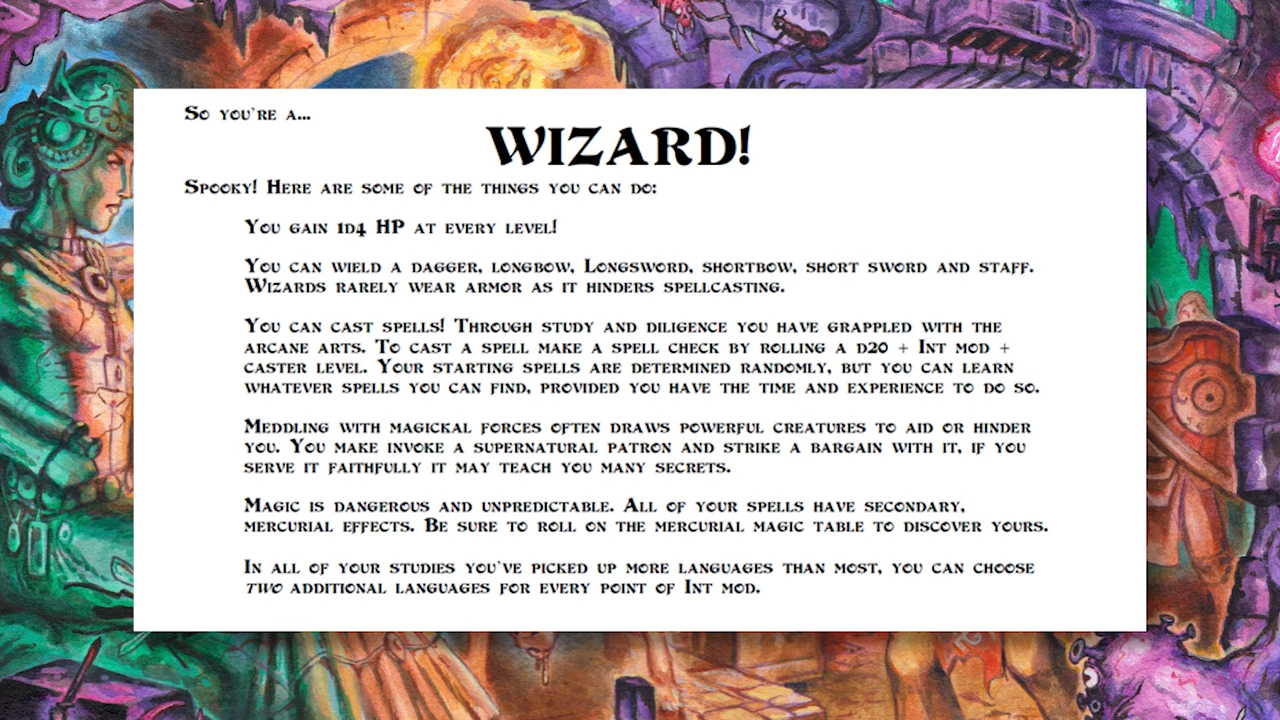 So you're a...
WIZARD!
Spooky! Here are some of the things you can do:
You gain 1d4 HP at every level!
You can wield a dagger, longbow, Longsword, shortbow, short sword and staff.
Wizards rarely wear armor as it hinders spellcasting.
You can cast spells! Through study and diligence you have grappled with the
arcane arts. To cast a spell make a spell check by rolling a d20 + Int mod +
caster level. Your starting spells are determined randomly, but you can learn
whatever spells you can find, provided you have the time and experience to do so.
Meddling with magickal forces often draws powerful creatures to aid or hinder
you. You make invoke a supernatural patron and strike a bargain with it, if you
serve it faithfully it may teach you many secrets.
Magic is dangerous and unpredictable. All of your spells have secondary,
mercurial effects. Be sure to roll on the mercurial magic table to discover yours.
In all of your studies you've picked up more languages than most, you can choose
two additional languages for every point of Int mod.